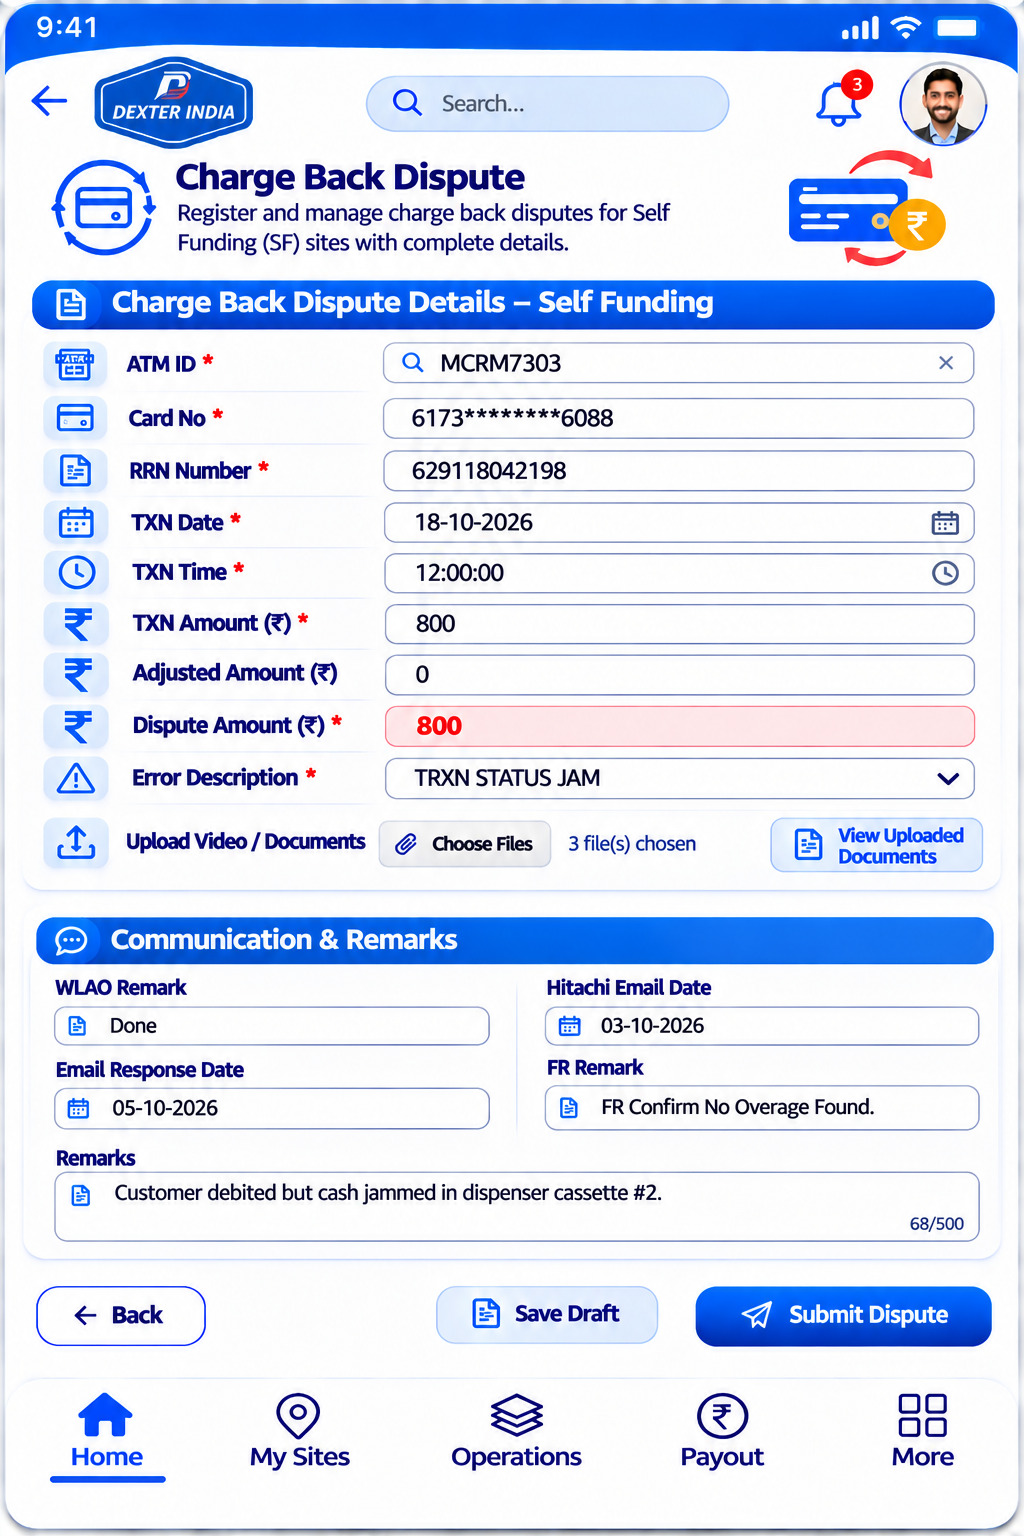 9:41
DEXTER INDIA
Search...
3
Charge Back Dispute
Register and manage charge back disputes for Self
Funding (SF) sites with complete details.
₹
Charge Back Dispute Details – Self Funding
ATM ID *
MCRM7303
Card No *
6173********6088
RRN Number *
629118042198
TXN Date *
18-10-2026
TXN Time *
12:00:00
₹ TXN Amount (₹) *
800
₹ Adjusted Amount (₹)
0
₹ Dispute Amount (₹) *
800
Error Description *
TRXN STATUS JAM
Upload Video / Documents
Choose Files
3 file(s) chosen
View Uploaded
Documents
Communication & Remarks
WLAO Remark
Done
Hitachi Email Date
03-10-2026
Email Response Date
05-10-2026
FR Remark
FR Confirm No Overage Found.
Remarks
Customer debited but cash jammed in dispenser cassette #2.
68/500
Back
Save Draft
Submit Dispute
₹
Home
My Sites
Operations
Payout
More